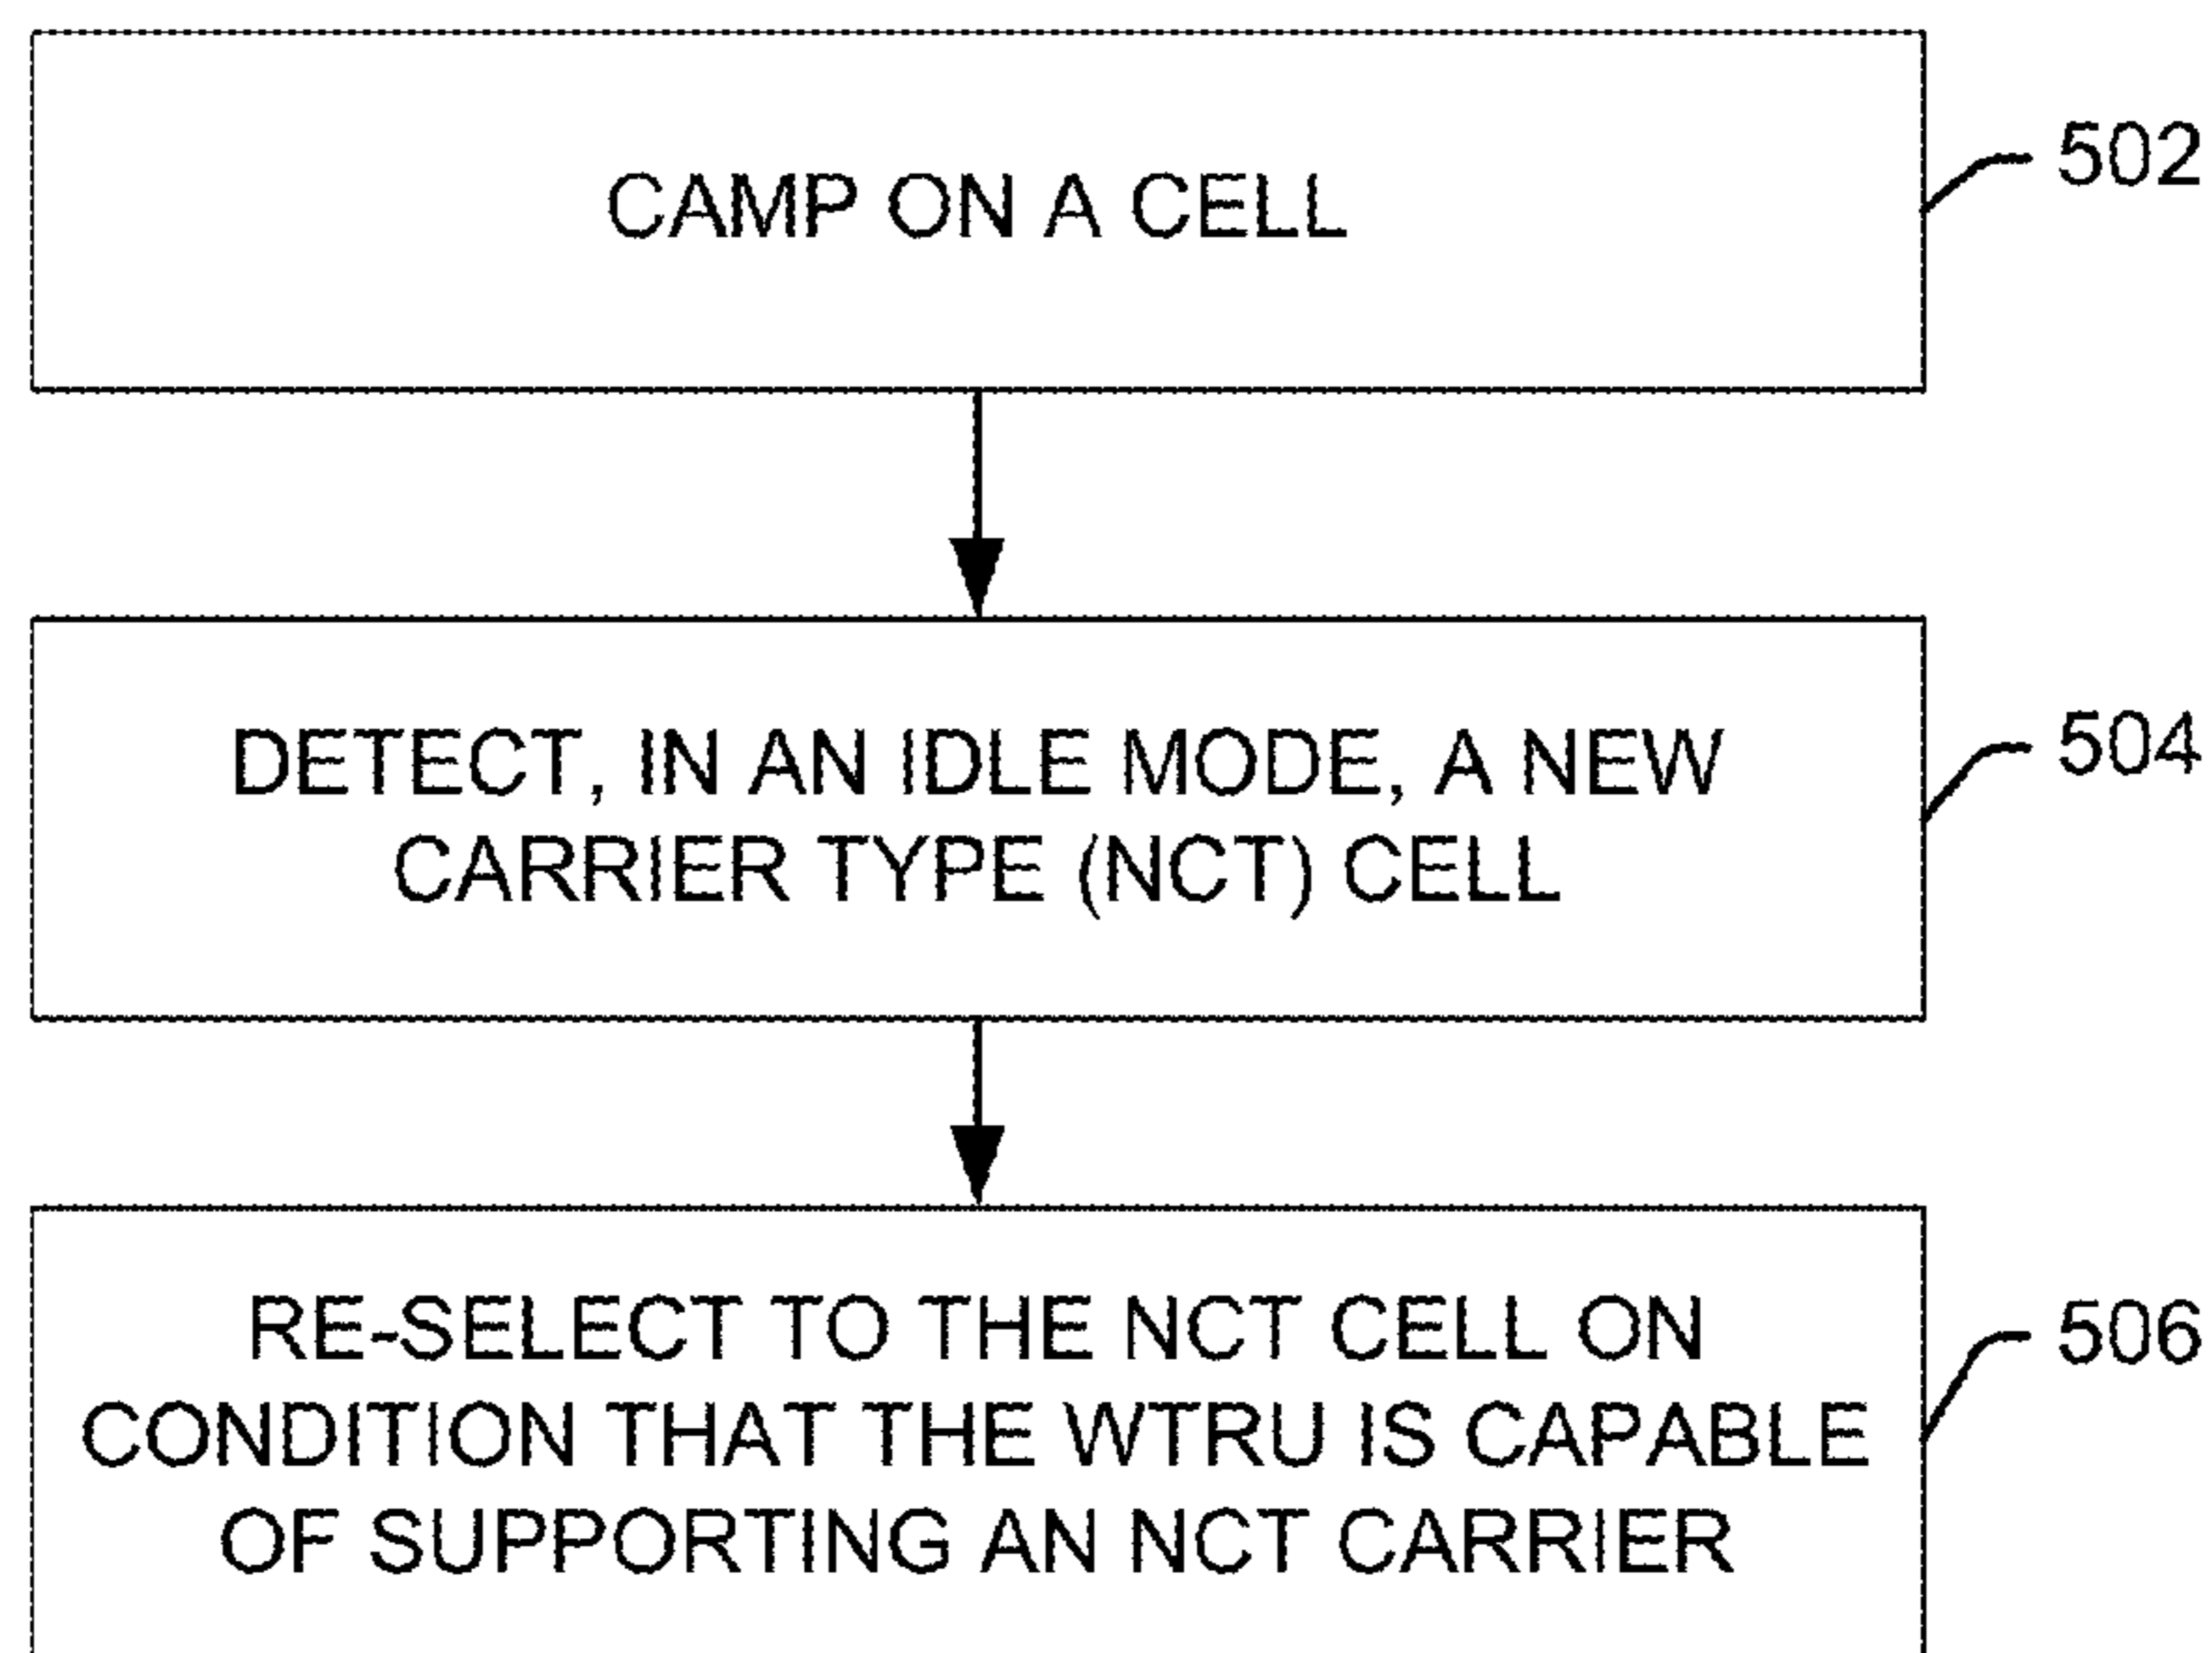 CAMP ON A CELL
502
DETECT, IN AN IDLE MODE, A NEW
CARRIER TYPE (NCT) CELL
504
RE-SELECT TO THE NCT CELL ON
CONDITION THAT THE WTRU IS CAPABLE
OF SUPPORTING AN NCT CARRIER
506